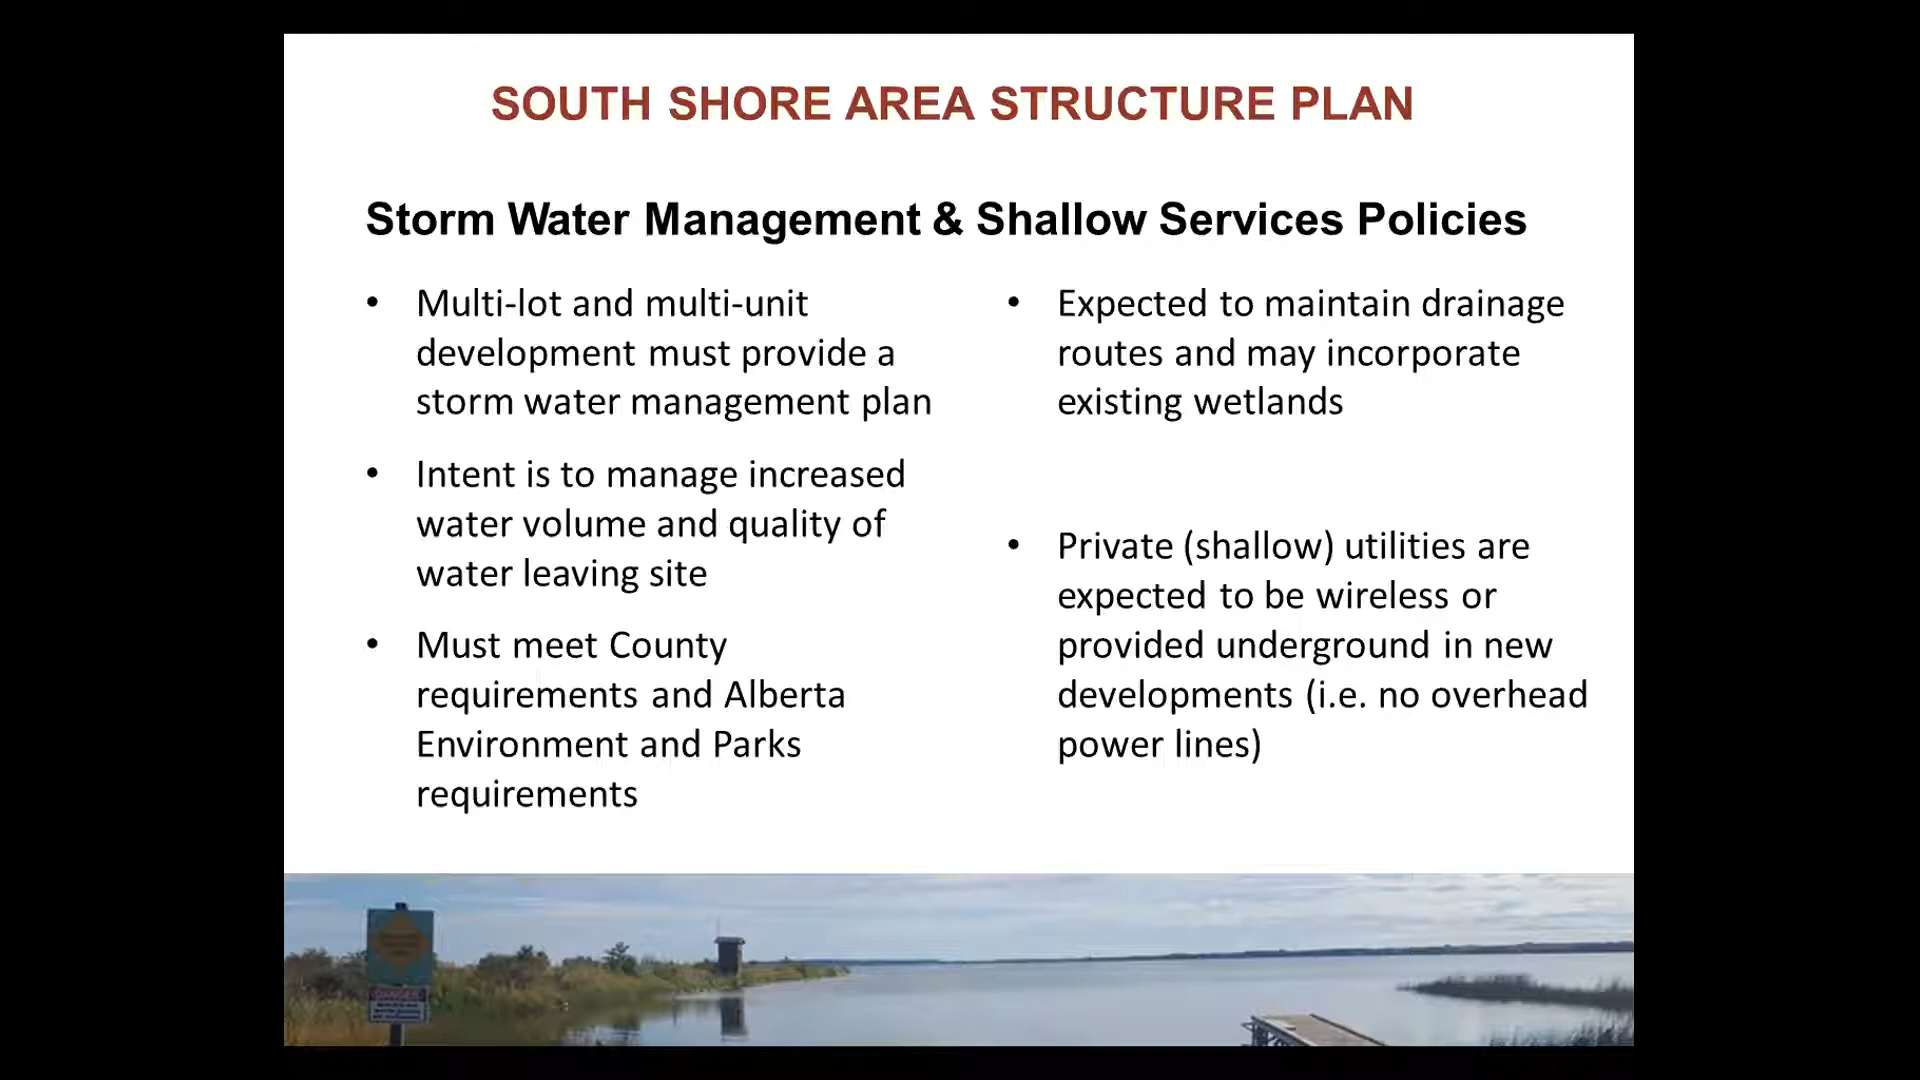 SOUTH SHORE AREA STRUCTURE PLAN
Storm Water Management & Shallow Services Policies
• Multi-lot and multi-unit
development must provide a
storm water management plan
• Intent is to manage increased
water volume and quality of
water leaving site
• Must meet County
requirements and Alberta
Environment and Parks
requirements
• Expected to maintain drainage
routes and may incorporate
existing wetlands
• Private (shallow) utilities are
expected to be wireless or
provided underground in new
developments (i.e. no overhead
power lines)
DANGER